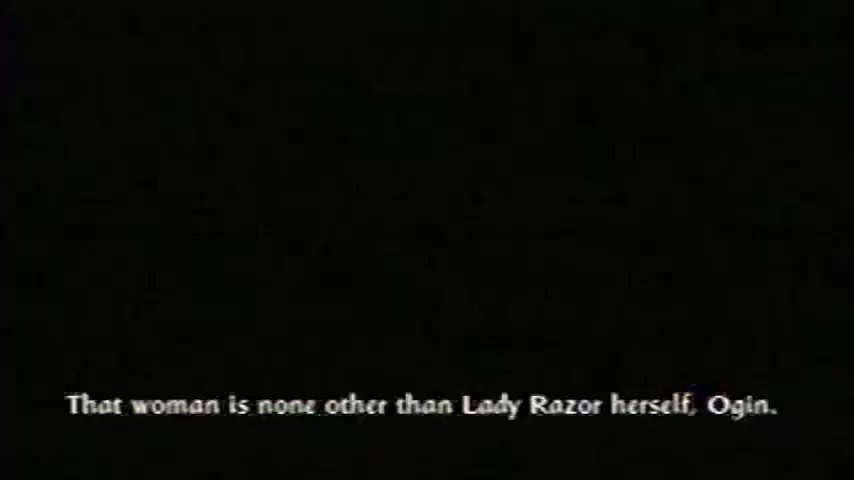 That woman is none other than Lady Razor herself, Ogin.